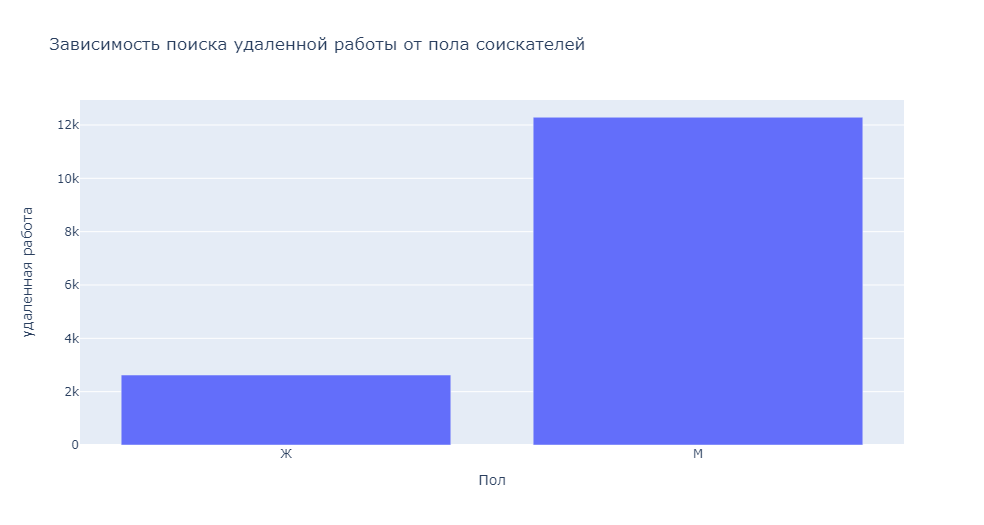 Зависимость поиска удаленной работы от пола соискателей
12k
10k
8k
6k
4k
2k
0
удаленная работа
Ж
М
Пол